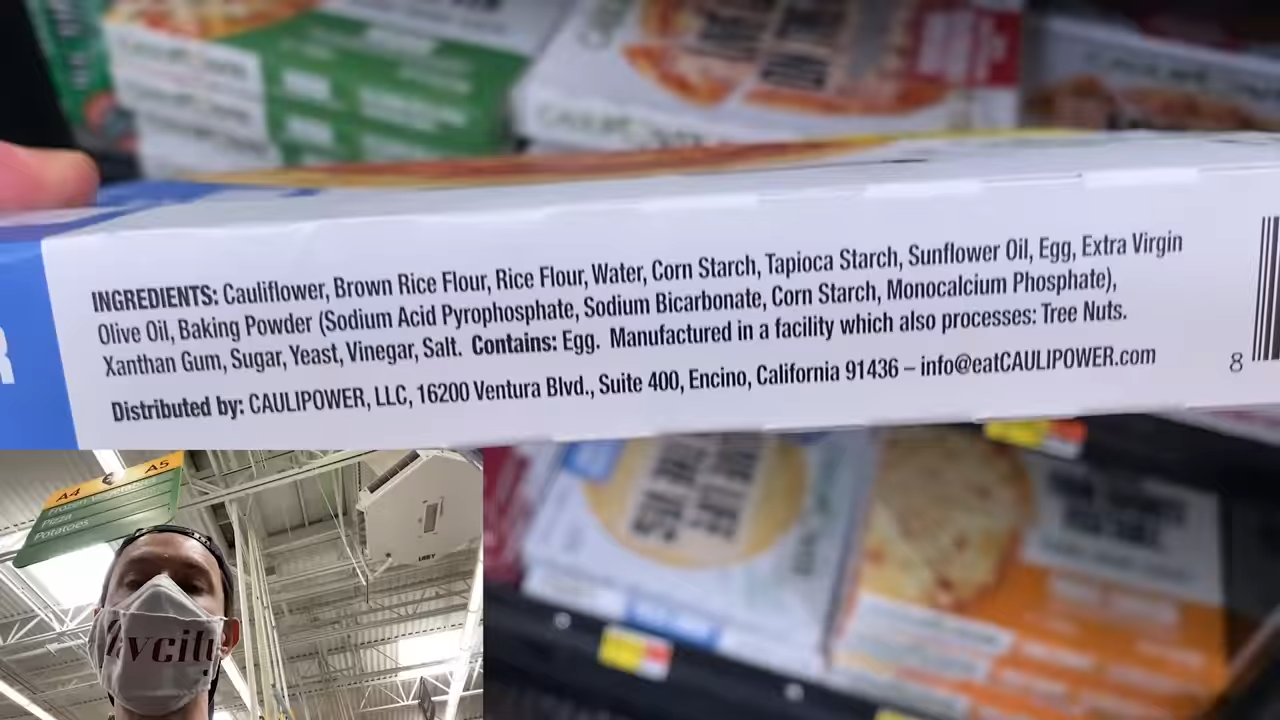 INGREDIENTS: Cauliflower, Brown Rice Flour, Rice Flour, Water, Corn Starch, Tapioca Starch, Sunflower Oil, Egg, Extra Virgin
Olive Oil, Baking Powder (Sodium Acid Pyrophosphate, Sodium Bicarbonate, Corn Starch, Monocalcium Phosphate),
Xanthan Gum, Sugar, Yeast, Vinegar, Salt. Contains: Egg. Manufactured in a facility which also processes: Tree Nuts.
Distributed by: CAULIPOWER, LLC, 16200 Ventura Blvd., Suite 400, Encino, California 91436 – info@eatCAULIPOWER.com
8
R
A4
A5
Frozen
Pizza
Potatoes